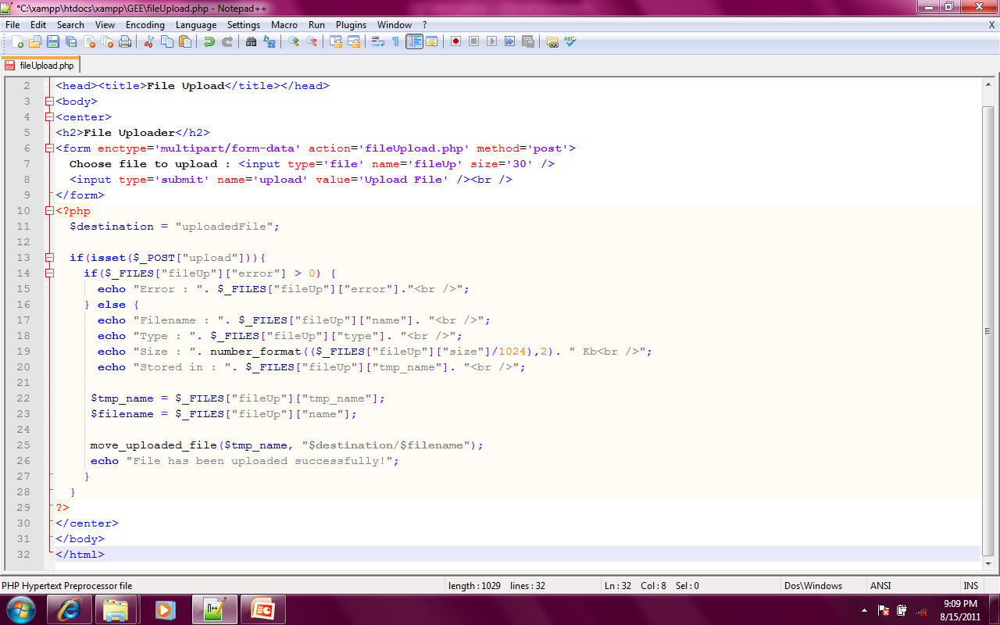 *C:\xampp\htdocs\xampp\GEE\fileUpload.php - Notepad++
File Edit Search View Encoding Language Settings Macro Run Plugins Window ? X
fileUpload.php
2 <head><title>File Upload</title></head>
3 <body>
4 <center>
5 <h2>File Uploader</h2>
6 <form enctype='multipart/form-data' action='fileUpload.php' method='post'>
7 Choose file to upload : <input type='file' name='fileUp' size='30' />
8 <input type='submit' name='upload' value='Upload File' /><br />
9 </form>
10 <?php
11 $destination = "uploadedFile";
12
13 if(isset($_POST["upload"])){
14 if($_FILES["fileUp"]["error"] > 0) {
15 echo "Error : ". $_FILES["fileUp"]["error"]."<br />";
16 } else {
17 echo "Filename : ". $_FILES["fileUp"]["name"]. "<br />";
18 echo "Type : ". $_FILES["fileUp"]["type"]. "<br />";
19 echo "Size : ". number_format(($_FILES["fileUp"]["size"]/1024),2). " Kb<br />";
20 echo "Stored in : ". $_FILES["fileUp"]["tmp_name"]. "<br />";
21
22 $tmp_name = $_FILES["fileUp"]["tmp_name"];
23 $filename = $_FILES["fileUp"]["name"];
24
25 move_uploaded_file($tmp_name, "$destination/$filename");
26 echo "File has been uploaded successfully!";
27 }
28 }
29 ?>
30 </center>
31 </body>
32 </html>
PHP Hypertext Preprocessor file length : 1029 lines : 32 Ln : 32 Col : 8 Sel : 0 Dos\Windows ANSI INS
9:09 PM
8/15/2011